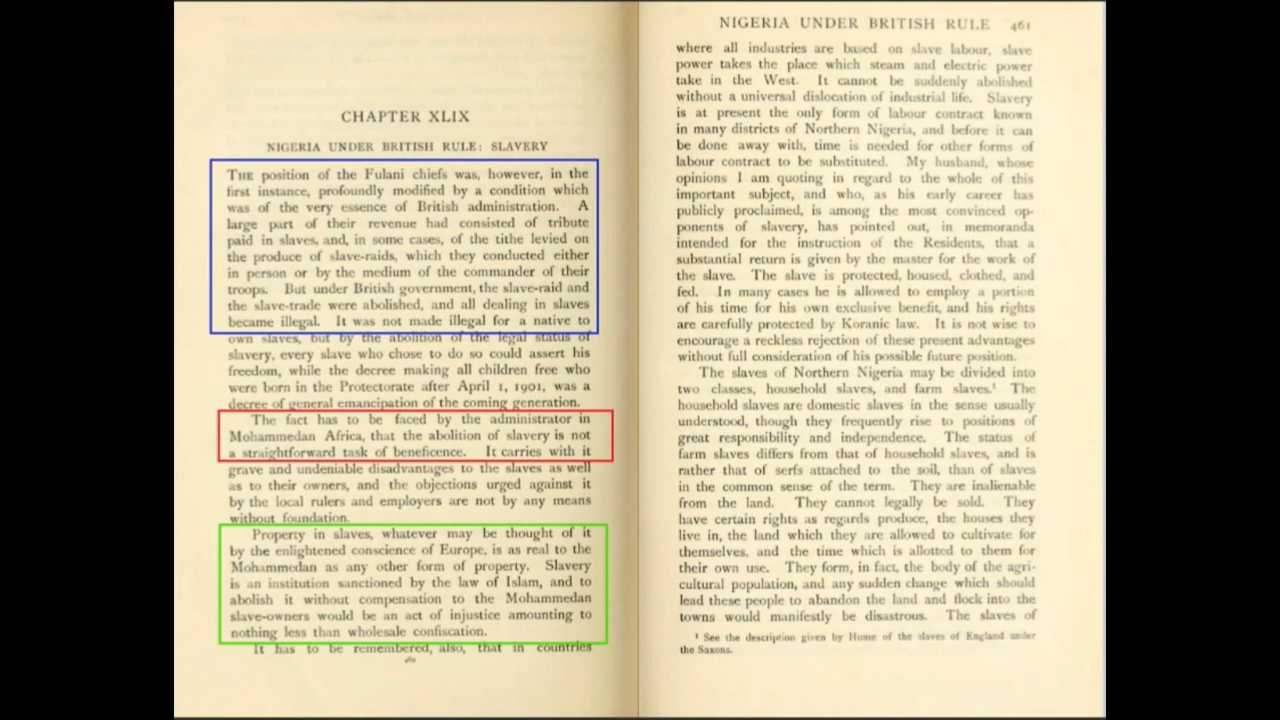 CHAPTER XLIX
NIGERIA UNDER BRITISH RULE: SLAVERY
THE position of the Fulani chiefs was, however, in the
first instance, profoundly modified by a condition which
was of the very essence of British administration. A
large part of their revenue had consisted of tribute
paid in slaves, and, in some cases, of the tithe levied on
the produce of slave-raids, which they conducted either
in person or by the medium of the commander of their
troops. But under British government, the slave-raid and
the slave-trade were abolished, and all dealing in slaves
became illegal. It was not made illegal for a native to
own slaves, but by the abolition of the legal status of
slavery, every slave who chose to do so could assert his
freedom, while the decree making all children free who
were born in the Protectorate after April 1, 1901, was a
decree of general emancipation of the coming generation.
The fact has to be faced by the administrator in
Mohammedan Africa, that the abolition of slavery is not
a straightforward task of beneficence. It carries with it
grave and undeniable disadvantages to the slaves as well
as to their owners, and the objections urged against it
by the local rulers and employers are not by any means
without foundation.
Property in slaves, whatever may be thought of it
by the enlightened conscience of Europe, is as real to the
Mohammedan as any other form of property. Slavery
is an institution sanctioned by the law of Islam, and to
abolish it without compensation to the Mohammedan
slave-owners would be an act of injustice amounting to
nothing less than wholesale confiscation.
It has to be remembered, also, that in countries
460
NIGERIA UNDER BRITISH RULE 461
where all industries are based on slave labour, slave
power takes the place which steam and electric power
take in the West. It cannot be suddenly abolished
without a universal dislocation of industrial life. Slavery
is at present the only form of labour contract known
in many districts of Northern Nigeria, and before it can
be done away with, time is needed for other forms of
labour contract to be substituted. My husband, whose
opinions I am quoting in regard to the whole of this
important subject, and who, as his early career has
publicly proclaimed, is among the most convinced op-
ponents of slavery, has pointed out, in memoranda
intended for the instruction of the Residents, that a
substantial return is given by the master for the work of
the slave. The slave is protected, housed, clothed, and
fed. In many cases he is allowed to employ a portion
of his time for his own exclusive benefit, and his rights
are carefully protected by Koranic law. It is not wise to
encourage a reckless rejection of these present advantages
without full consideration of his possible future position.
The slaves of Northern Nigeria may be divided into
two classes, household slaves, and farm slaves.¹ The
household slaves are domestic slaves in the sense usually
understood, though they frequently rise to positions of
great responsibility and independence. The status of
farm slaves differs from that of household slaves, and is
rather that of serfs attached to the soil, than of slaves
in the common sense of the term. They are inalienable
from the land. They cannot legally be sold. They
have certain rights as regards produce, the houses they
live in, the land which they are allowed to cultivate for
themselves, and the time which is allotted to them for
their own use. They form, in fact, the body of the agri-
cultural population, and any sudden change which should
lead these people to abandon the land and flock into the
towns would manifestly be disastrous. The slaves of
¹ See the description given by Hume of the slaves of England under
the Saxons.